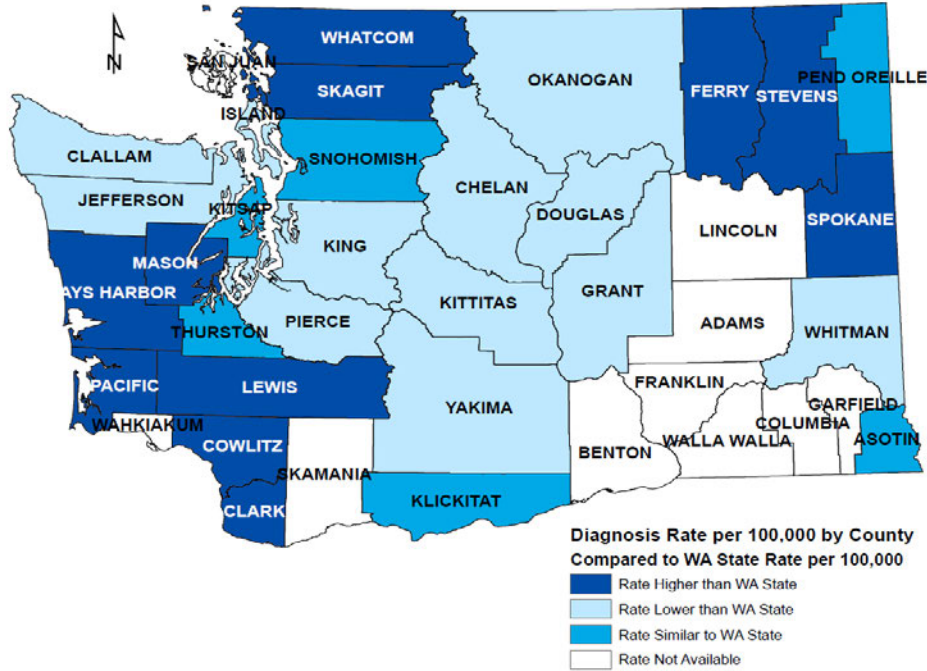 WHATCOM
SAN JUAN
OKANOGAN
FERRY
PEND OREILLE
SKAGIT
STEVENS
ISLAND
CLALLAM
SNOHOMISH
CHELAN
JEFFERSON
KITSAP
DOUGLAS
SPOKANE
LINCOLN
KING
MASON
AYS HARBOR
KITTITAS
GRANT
THURSTON
PIERCE
ADAMS
WHITMAN
PACIFIC
LEWIS
FRANKLIN
YAKIMA
GARFIELD
WAHKIAKUM
COLUMBIA
COWLITZ
WALLA WALLA
ASOTIN
BENTON
SKAMANIA
KLICKITAT
CLARK
N
Diagnosis Rate per 100,000 by County
Compared to WA State Rate per 100,000
Rate Higher than WA State
Rate Lower than WA State
Rate Similar to WA State
Rate Not Available